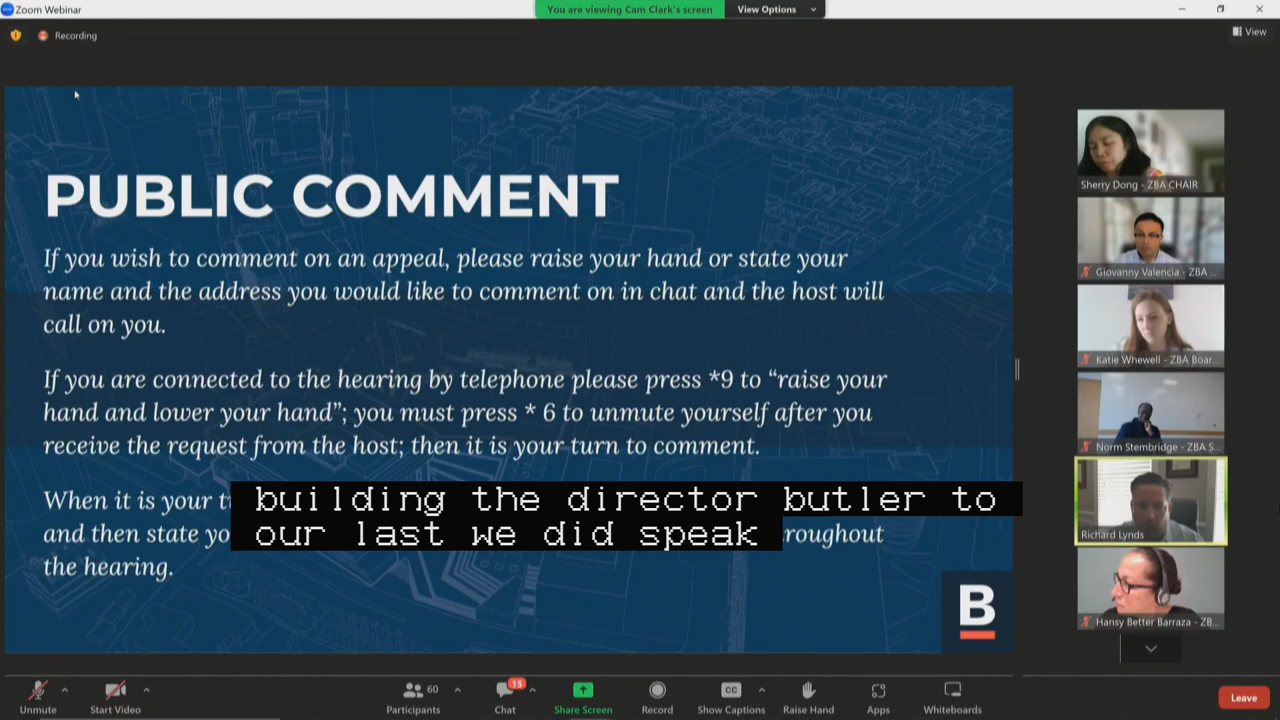 Zoom Webinar
You are viewing Cam Clark's screen
View Options
Recording
View
PUBLIC COMMENT
If you wish to comment on an appeal, please raise your hand or state your
name and the address you would like to comment on in chat and the host will
call on you.
If you are connected to the hearing by telephone please press *9 to “raise your
hand and lower your hand”; you must press * 6 to unmute yourself after you
receive the request from the host; then it is your turn to comment.
When it is your
and then state roughout
the hearing.
building the director butler to
our last we did speak
B
Sherry Dong - ZBA CHAIR
Giovanny Valencia - ZBA ...
Katie Whewell - ZBA Boar...
Norm Stembridge - ZBA S...
Richard Lynds
Hansy Better Barraza - ZB...
Unmute
Start Video
60
Participants
15
Chat
Share Screen
Record
CC
Show Captions
Raise Hand
Apps
Whiteboards
Leave